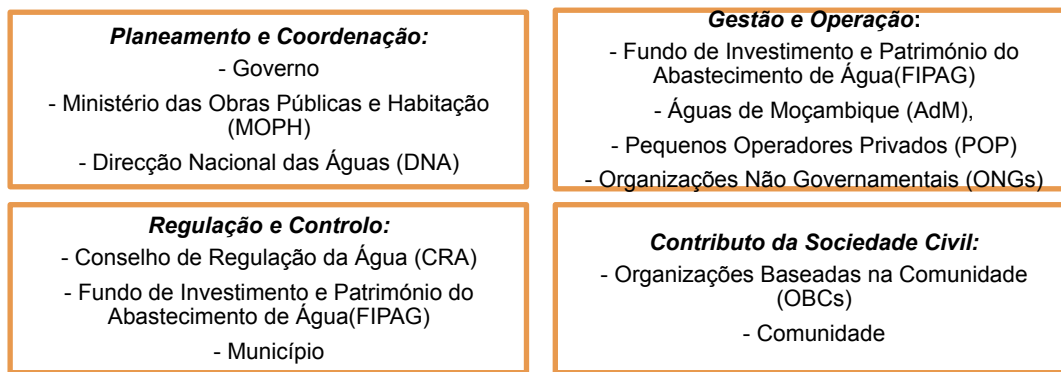 Planeamento e Coordenação:
- Governo
- Ministério das Obras Públicas e Habitação
(MOPH)
- Direcção Nacional das Águas (DNA)
Gestão e Operação:
- Fundo de Investimento e Património do
Abastecimento de Água(FIPAG)
- Águas de Moçambique (AdM),
- Pequenos Operadores Privados (POP)
- Organizações Não Governamentais (ONGs)
Regulação e Controlo:
- Conselho de Regulação da Água (CRA)
- Fundo de Investimento e Património do
Abastecimento de Água(FIPAG)
- Município
Contributo da Sociedade Civil:
- Organizações Baseadas na Comunidade
(OBCs)
- Comunidade